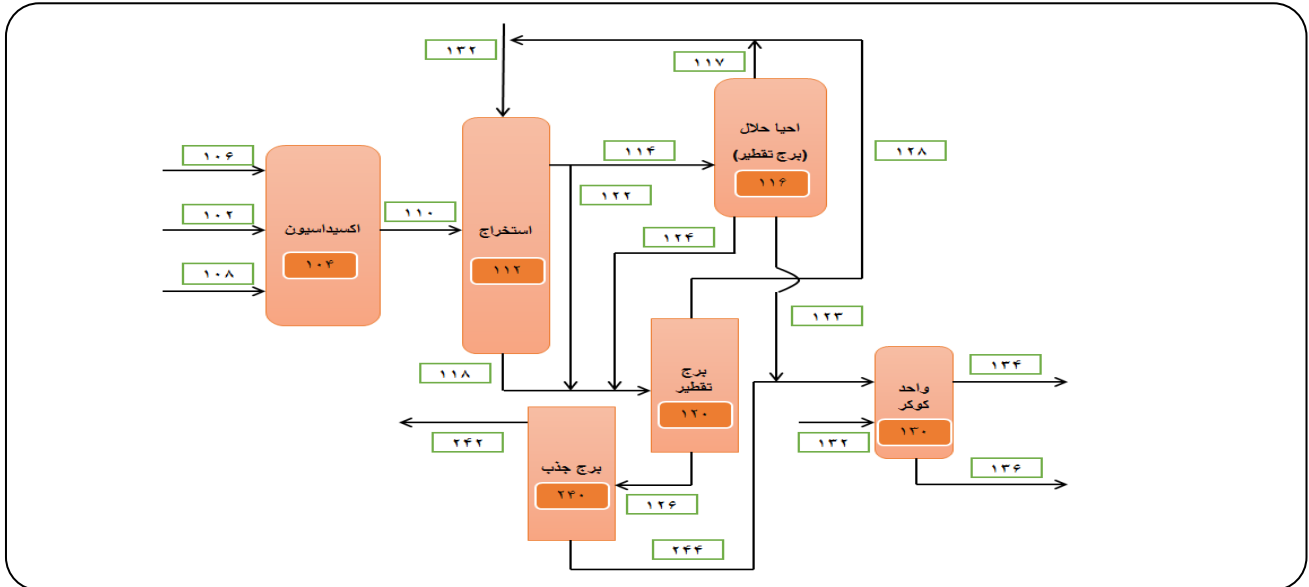 ۱۳۲
۱۱۷
۱۰۶
۱۰۲
۱۰۸
اکسیداسیون
۱۰۴
۱۱۰
استخراج
۱۱۲
۱۱۴
۱۲۲
احیا حلال
(برج تقطیر)
۱۱۶
۱۲۸
۱۲۴
۱۲۳
۱۱۸
برج
تقطیر
۱۲۰
واحد
کوکر
۱۳۰
۱۳۴
۱۳۲
۱۳۶
۲۴۲
برج جذب
۲۴۰
۱۲۶
۲۴۴